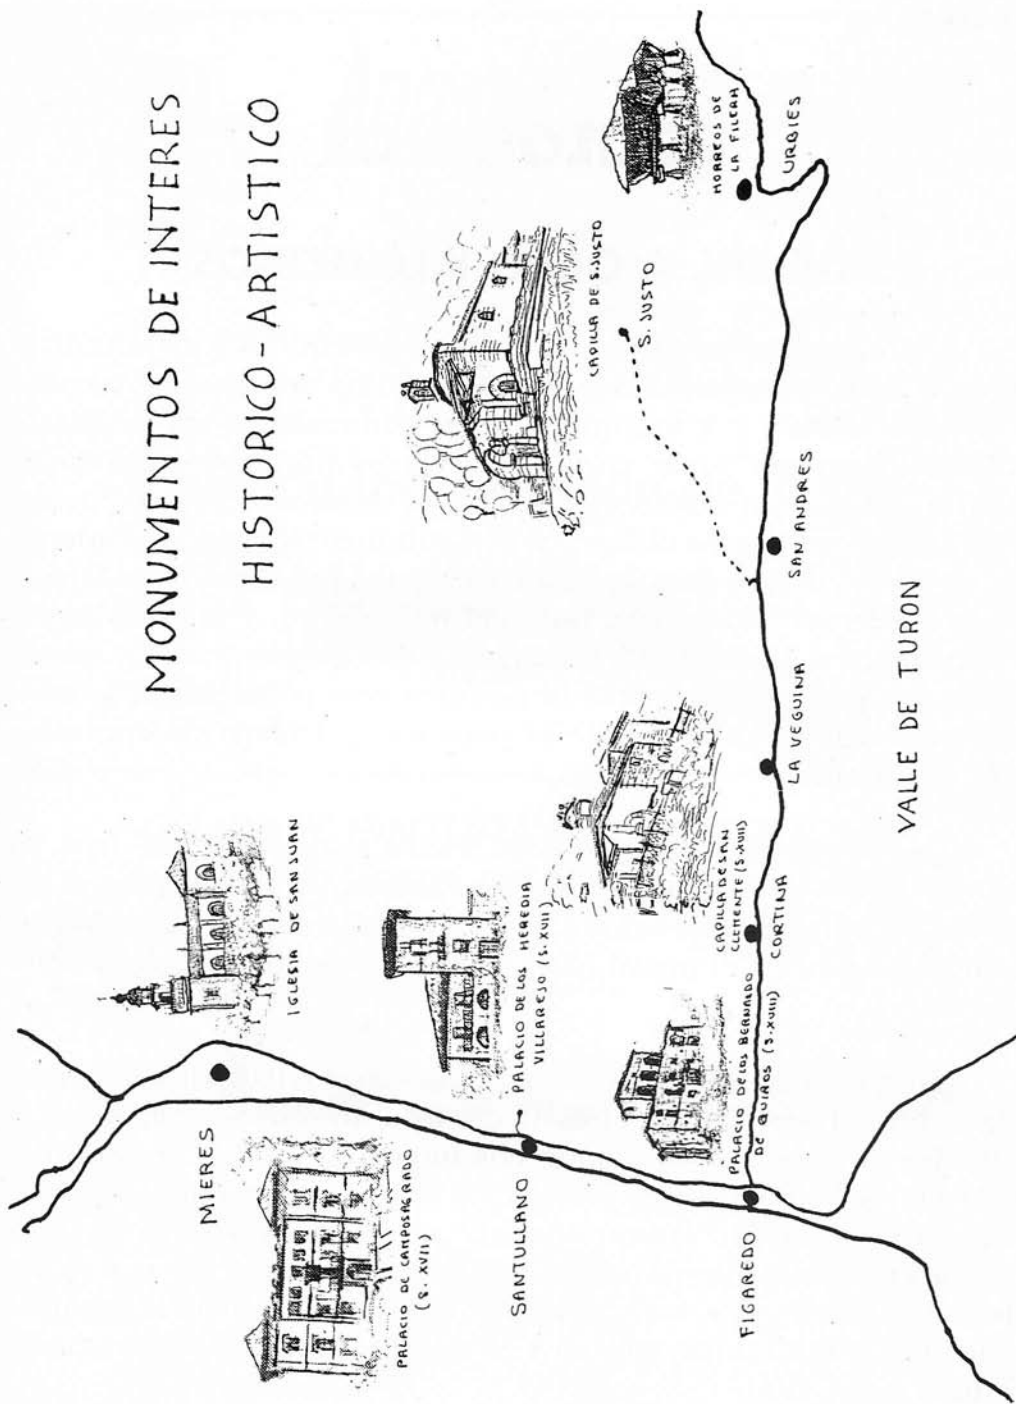 MONUMENTOS DE INTERES
HISTORICO-ARTISTICO
IGLESIA DE SAN JUAN
MIERES
PALACIO DE CAMPOSAGRADO
(S. XVII)
PALACIO DE LOS HEREDIA
VILLAREJO (S. XVII)
SANTULLANO
PALACIO DE LOS BERNALDO
DE QUIROS (S. XVIII)
FIGAREDO
CAPILLA DE SAN
CLEMENTE (S. XVII)
CORTINA
LA VEGUINA
CAPILLA DE S. JUSTO
S. JUSTO
SAN ANDRES
HORREOS DE
LA FILERA
URBIES
VALLE DE TURON